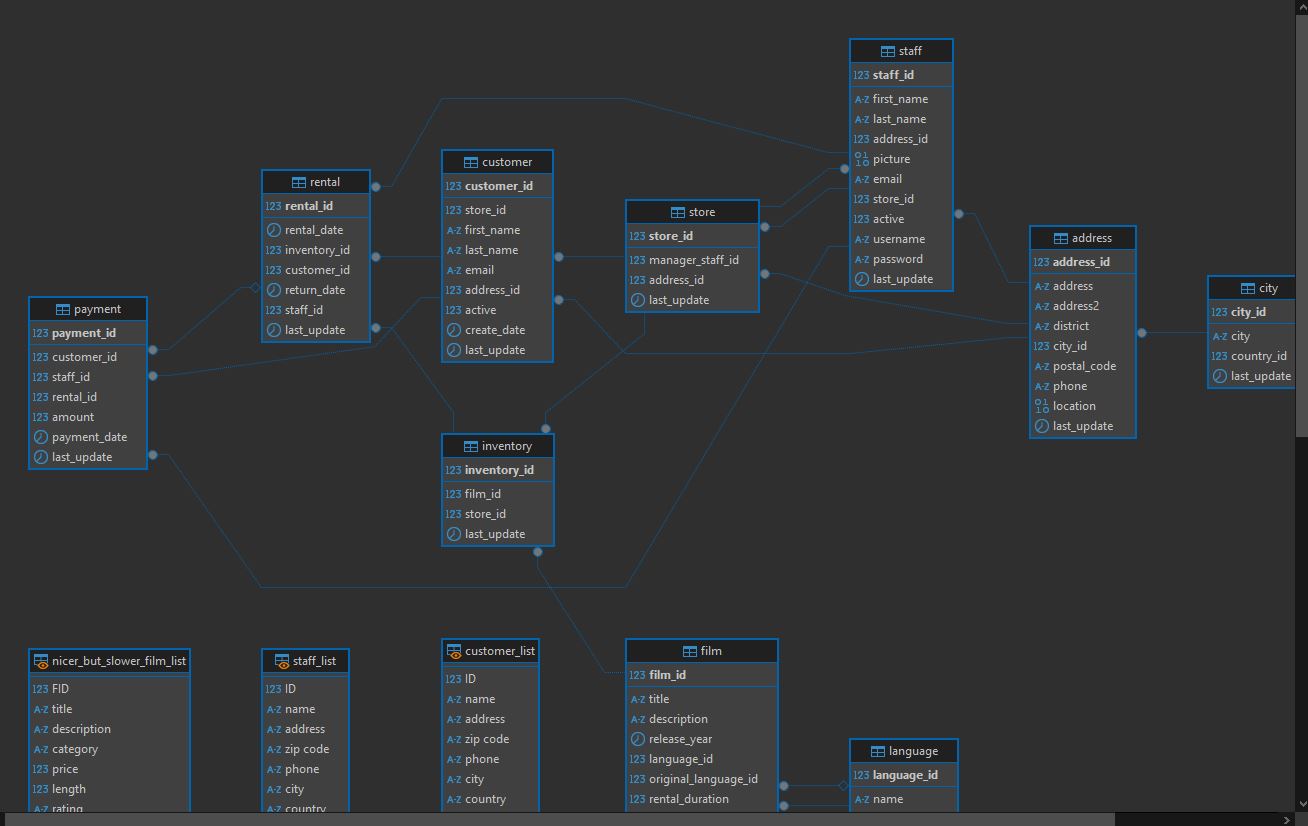 staff
123 staff_id
A-Z first_name
A-Z last_name
123 address_id
picture
A-Z email
123 store_id
123 active
A-Z username
A-Z password
last_update
customer
123 customer_id
123 store_id
A-Z first_name
A-Z last_name
A-Z email
123 address_id
123 active
create_date
last_update
rental
123 rental_id
rental_date
123 inventory_id
123 customer_id
return_date
123 staff_id
last_update
store
123 store_id
123 manager_staff_id
123 address_id
last_update
address
123 address_id
A-Z address
A-Z address2
A-Z district
123 city_id
A-Z postal_code
A-Z phone
location
last_update
city
123 city_id
A-Z city
123 country_id
last_update
payment
123 payment_id
123 customer_id
123 staff_id
123 rental_id
123 amount
payment_date
last_update
inventory
123 inventory_id
123 film_id
123 store_id
last_update
nicer_but_slower_film_list
123 FID
A-Z title
A-Z description
A-Z category
123 price
123 length
A-Z rating
staff_list
123 ID
A-Z name
A-Z address
A-Z zip code
A-Z phone
A-Z city
A-Z country
customer_list
123 ID
A-Z name
A-Z address
A-Z zip code
A-Z phone
A-Z city
A-Z country
film
123 film_id
A-Z title
A-Z description
release_year
123 language_id
123 original_language_id
123 rental_duration
language
123 language_id
A-Z name